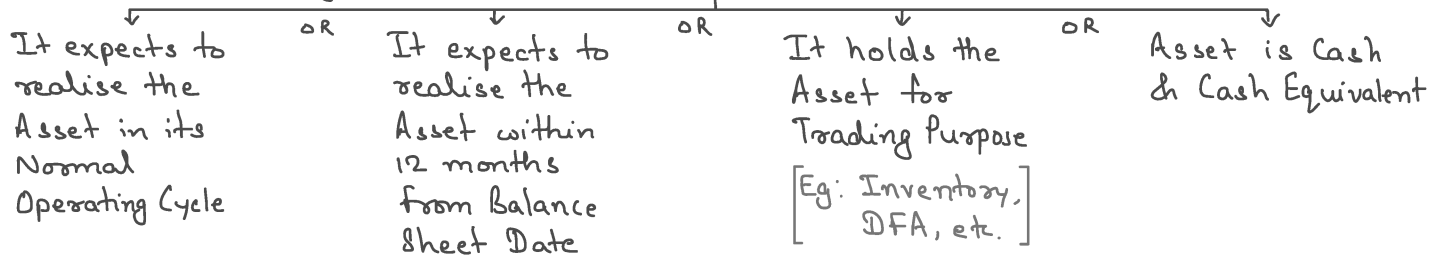 OR
OR
OR
It expects to
realise the
Asset in its
Normal
Operating Cycle
It expects to
realise the
Asset within
12 months
from Balance
Sheet Date
It holds the
Asset for
Trading Purpose
[Eg: Inventory,
DFA, etc.]
Asset is Cash
& Cash Equivalent